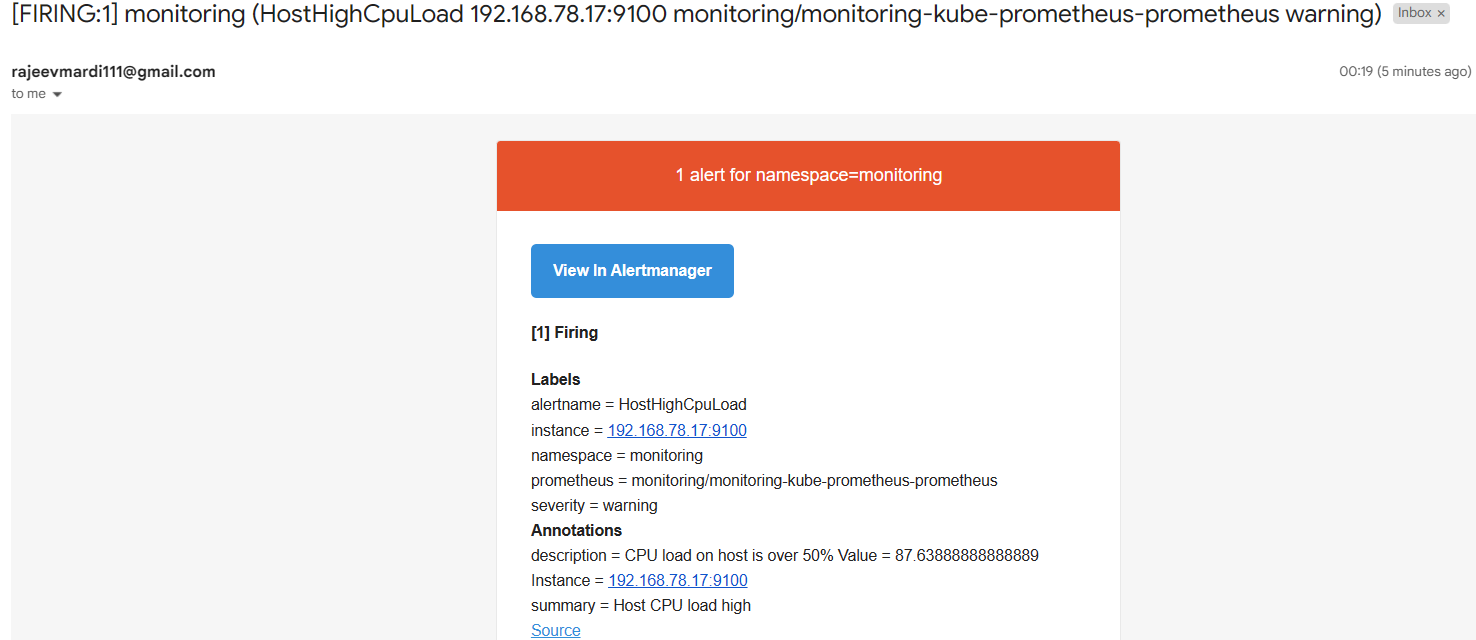 [FIRING:1] monitoring (HostHighCpuLoad 192.168.78.17:9100 monitoring/monitoring-kube-prometheus-prometheus warning) Inbox ×
rajeevmardi111@gmail.com 00:19 (5 minutes ago)
to me
1 alert for namespace=monitoring
View In Alertmanager
[1] Firing
Labels
alertname = HostHighCpuLoad
instance = 192.168.78.17:9100
namespace = monitoring
prometheus = monitoring/monitoring-kube-prometheus-prometheus
severity = warning
Annotations
description = CPU load on host is over 50% Value = 87.63888888888889
Instance = 192.168.78.17:9100
summary = Host CPU load high
Source